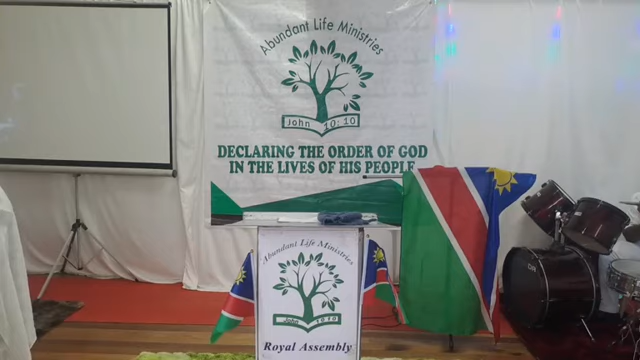 Abundant Life Ministries
John 10:10
DECLARING THE ORDER OF GOD
IN THE LIVES OF HIS PEOPLE
Abundant Life Ministries
John 10:10
Royal Assembly